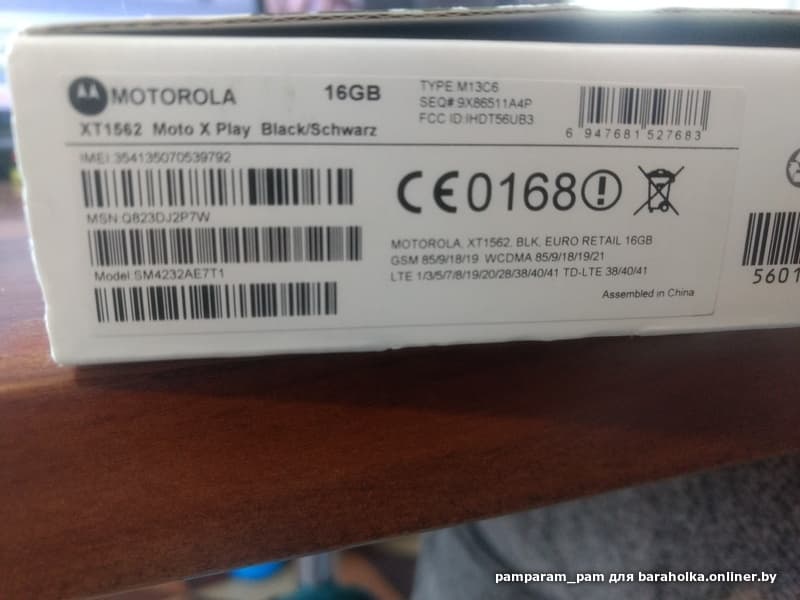 MOTOROLA 16GB
XT1562 Moto X Play Black/Schwarz
TYPE:M13C6
SEQ# 9X86511A4P
FCC ID:IHDT56UB3
6 947681 527683
IMEI:354135070539792
MSN:Q823DJ2P7W
Model:SM4232AE7T1
CE0168
MOTOROLA, XT1562, BLK, EURO RETAIL 16GB
GSM 85/9/18/19 WCDMA 85/9/18/19/21
LTE 1/3/5/7/8/19/20/28/38/40/41 TD-LTE 38/40/41
Assembled in China
5601
pamparam_pam для baraholka.onliner.by